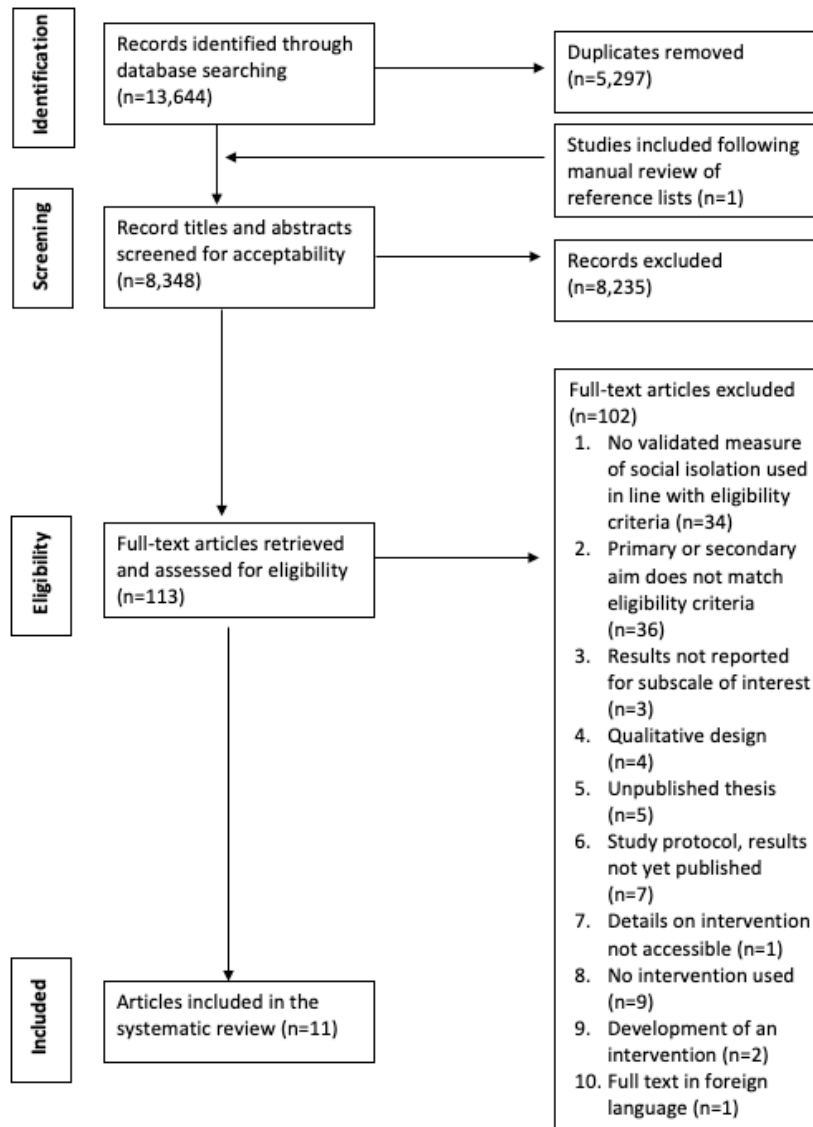 Identification
Records identified through
database searching
(n=13,644)
Duplicates removed
(n=5,297)
Studies included following
manual review of
reference lists (n=1)
Screening
Record titles and abstracts
screened for acceptability
(n=8,348)
Records excluded
(n=8,235)
Eligibility
Full-text articles retrieved
and assessed for eligibility
(n=113)
Full-text articles excluded
(n=102)
1. No validated measure
of social isolation used
in line with eligibility
criteria (n=34)
2. Primary or secondary
aim does not match
eligibility criteria
(n=36)
3. Results not reported
for subscale of interest
(n=3)
4. Qualitative design
(n=4)
5. Unpublished thesis
(n=5)
6. Study protocol, results
not yet published
(n=7)
7. Details on intervention
not accessible (n=1)
8. No intervention used
(n=9)
9. Development of an
intervention (n=2)
10. Full text in foreign
language (n=1)
Included
Articles included in the
systematic review (n=11)